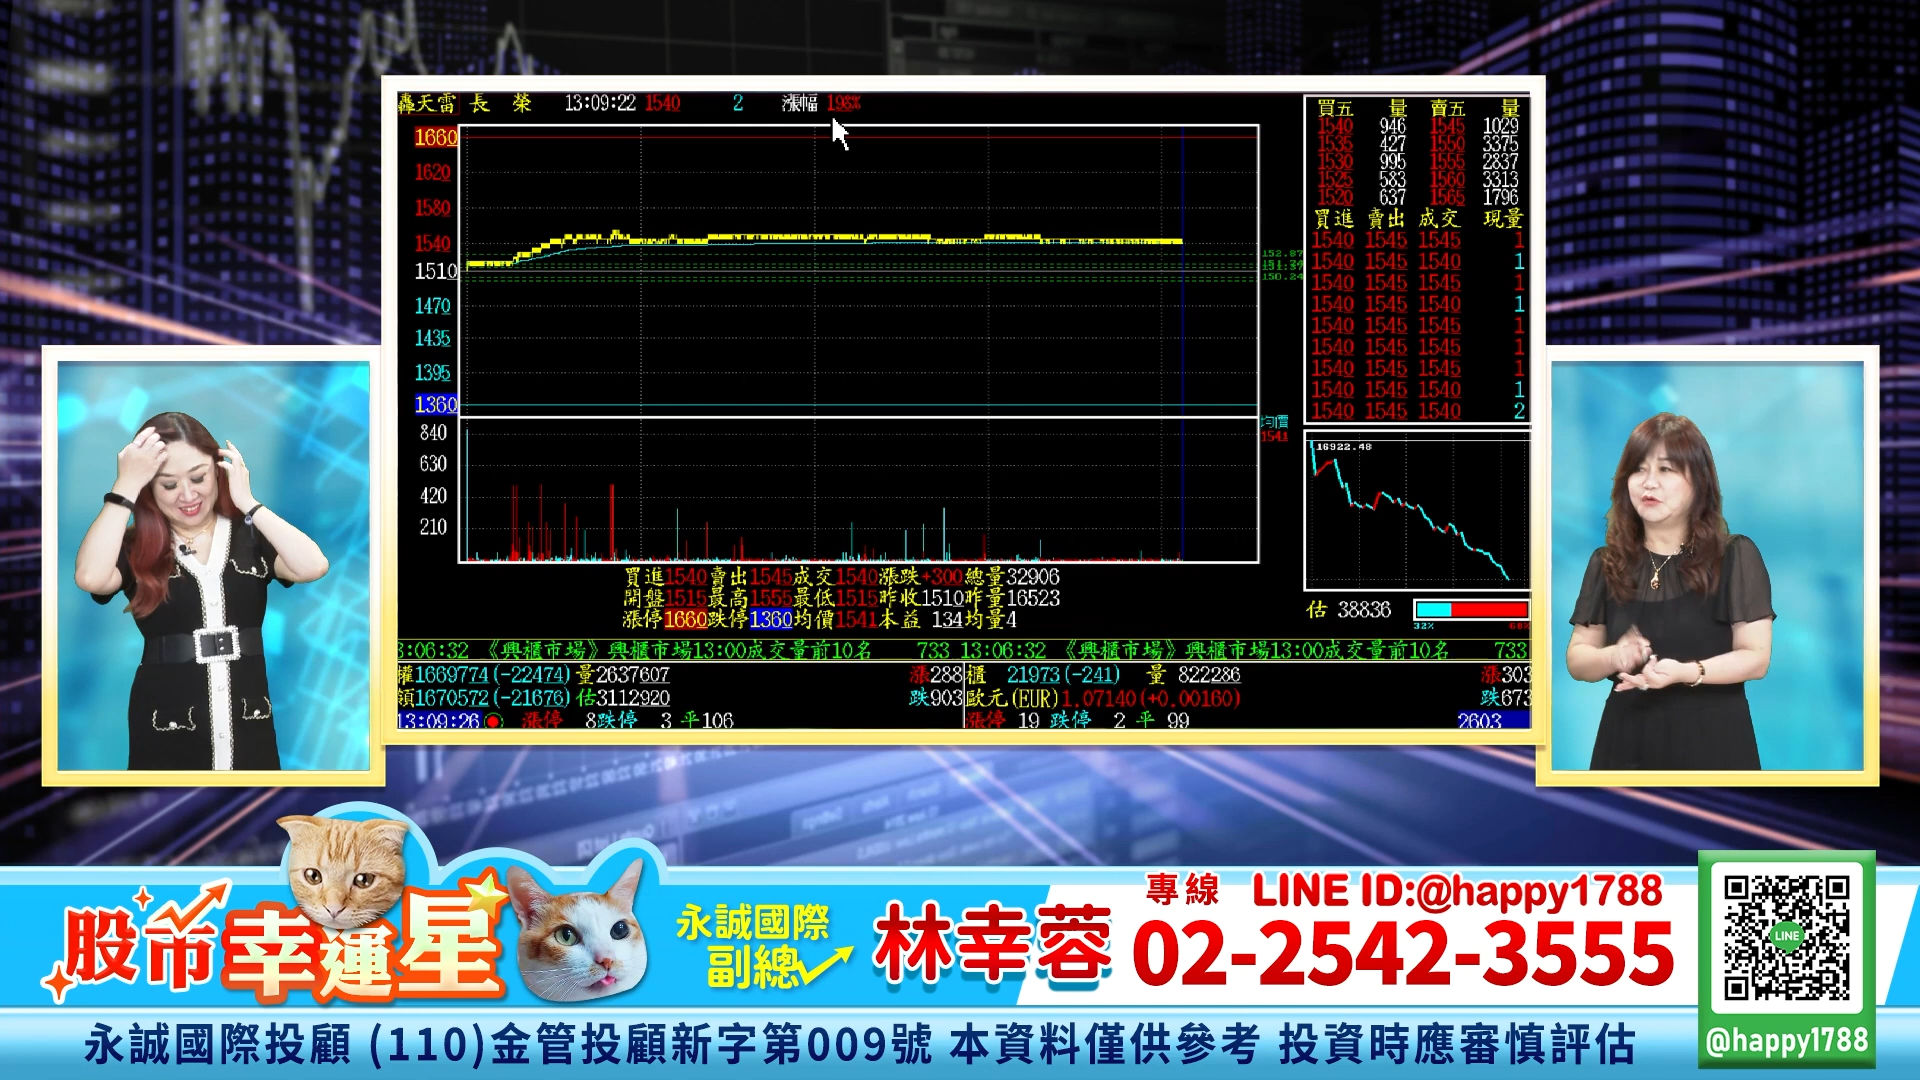 轟天雷 長 榮 13:09:22 1540 2 漲幅 1.98%
1660
1620
1580
1540
1510
1470
1435
1395
1360
840
630
420
210
152.87
150.24
均價
1541
買五 量 賣五 量
1540 946 1545 1029
1535 427 1550 3375
1530 995 1555 2837
1525 583 1560 3313
1520 637 1565 1796
買進 賣出 成交 現量
1540 1545 1545 1
1540 1545 1540 1
1540 1545 1545 1
1540 1545 1540 1
1540 1545 1545 1
1540 1545 1545 1
1540 1545 1545 1
1540 1545 1540 1
1540 1545 1540 2
16922.48
估 38836
32% 68%
買進1540賣出1545成交1540漲跌+300總量32906
開盤1515最高1555最低1515昨收1510昨量16523
漲停1660跌停1360均價1541本益 134均量4
3:06:32 《興櫃市場》興櫃市場13:00成交量前10名 733 13:06:32 《興櫃市場》興櫃市場13:00成交量前10名 733
權1669774(-22474)量2637607 漲288 櫃 21973(-241) 量 822286 漲303
領1670572(-21676)估3112920 跌903 歐元(EUR)1.07140(+0.00160) 跌673
13:09:26 漲停 8跌停 3 平106 漲停 19 跌停 2 平 99 2603
股市幸運星
永誠國際
副總
林幸蓉
專線 LINE ID:@happy1788
02-2542-3555
LINE
@happy1788
永誠國際投顧 (110)金管投顧新字第009號 本資料僅供參考 投資時應審慎評估